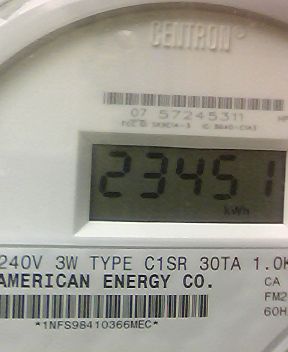 CENTRON®
07 57245311
23451
kWh
240V 3W TYPE C1SR 30TA 1.0K
AMERICAN ENERGY CO.
CA
FM2
60H
*1NFS98410366MEC*